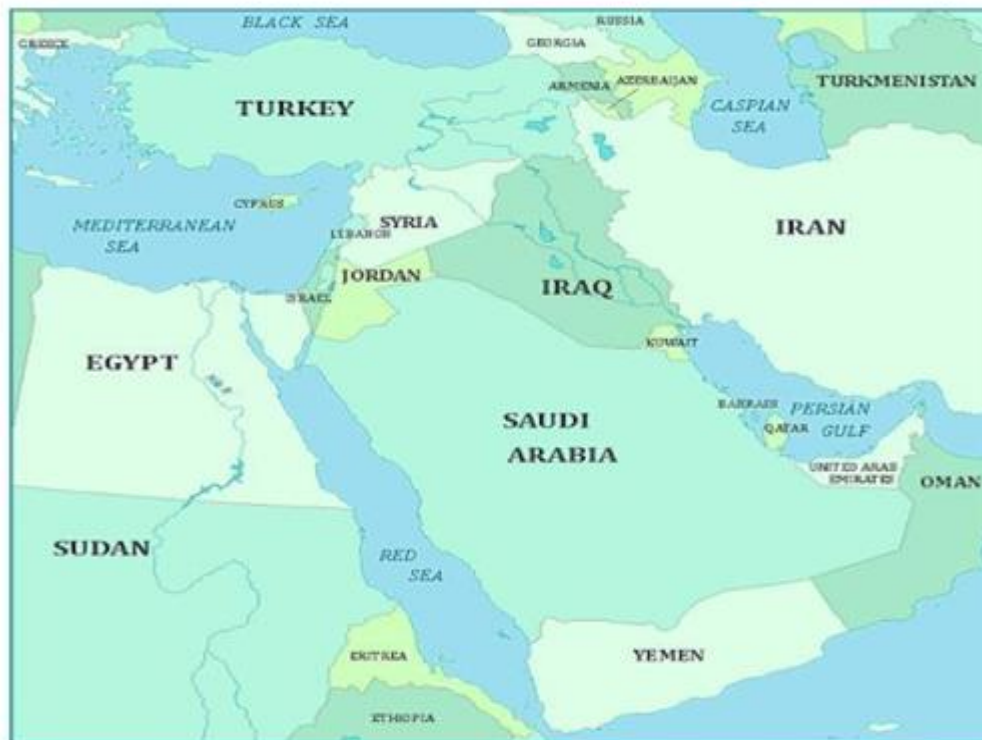 BLACK SEA
RUSSIA
GREECE
GEORGIA
TURKEY
ARMENIA
AZERBAIJAN
CASPIAN
SEA
TURKMENISTAN
CYPRUS
MEDITERRANEAN
SEA
SYRIA
LEBANON
IRAN
JORDAN
ISRAEL
IRAQ
KUWAIT
EGYPT
Nile R
SAUDI
ARABIA
BAHRAIN
PERSIAN
GULF
QATAR
UNITED ARAB
EMIRATES
OMAN
SUDAN
RED
SEA
ERITREA
YEMEN
ETHIOPIA